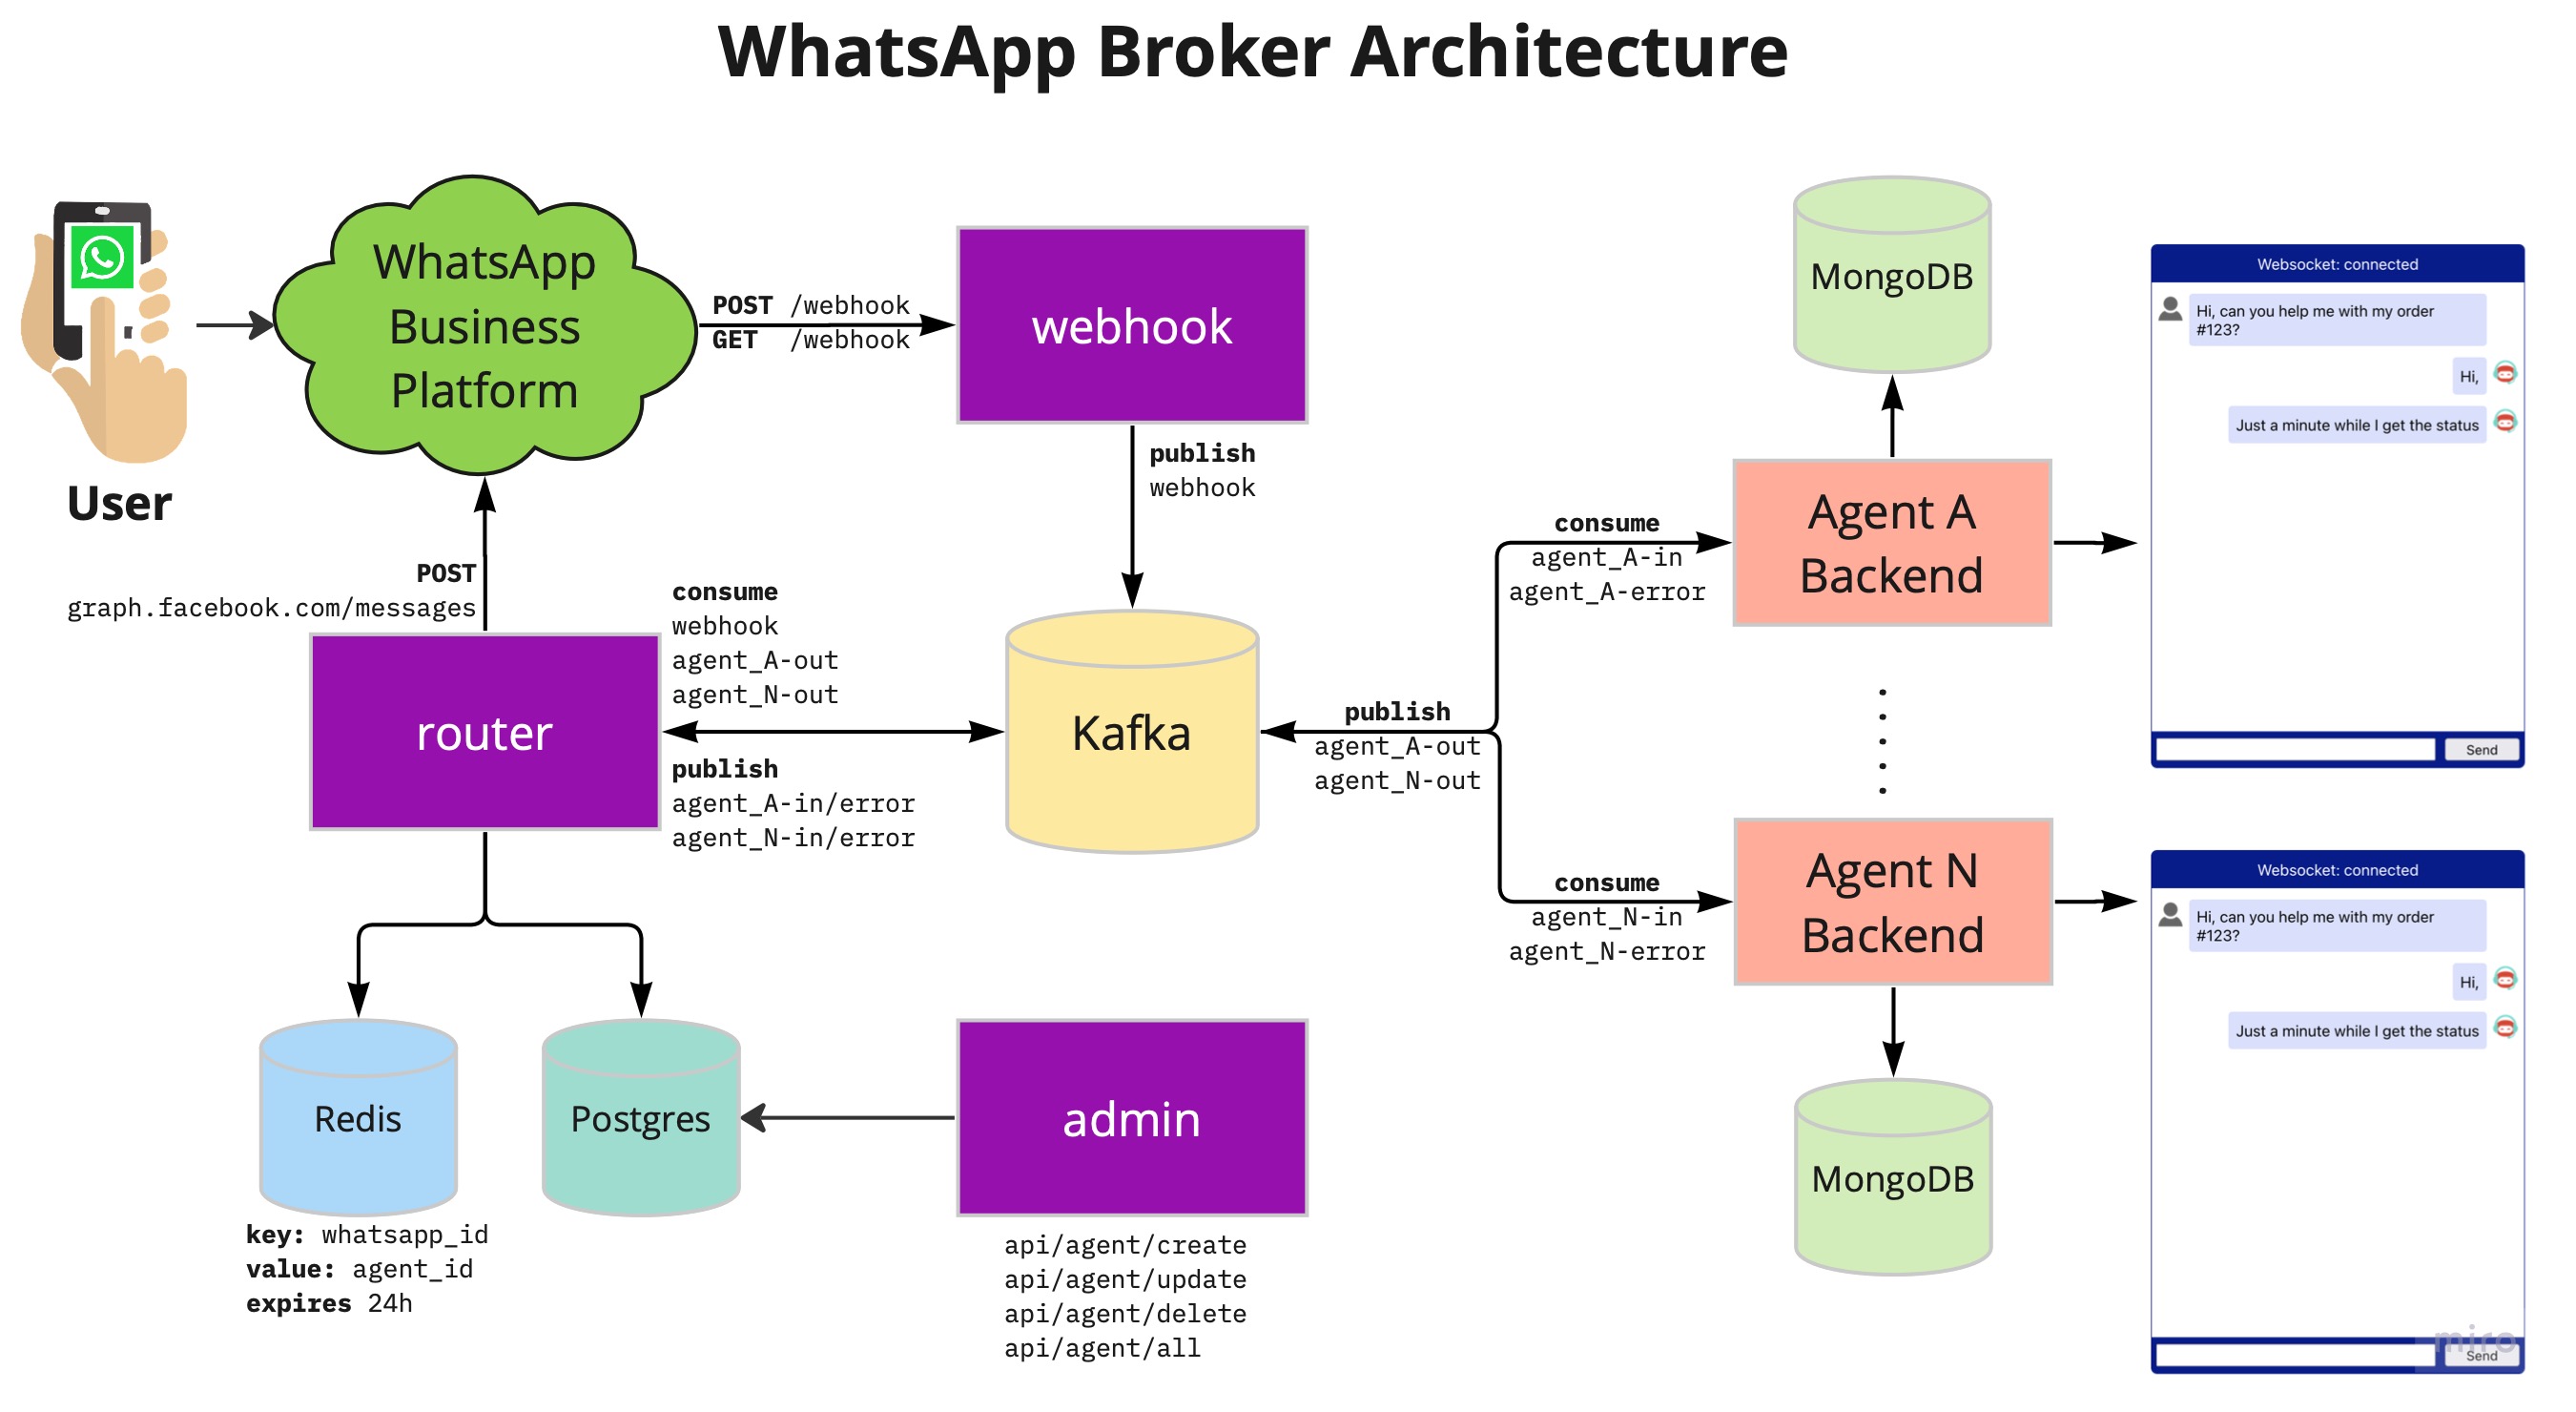 WhatsApp Broker Architecture
WhatsApp
Business
Platform
User
POST /webhook
GET /webhook
webhook
publish
webhook
POST
graph.facebook.com/messages
router
consume
webhook
agent_A-out
agent_N-out
publish
agent_A-in/error
agent_N-in/error
Kafka
publish
agent_A-out
agent_N-out
consume
agent_A-in
agent_A-error
consume
agent_N-in
agent_N-error
MongoDB
Agent A
Backend
Agent N
Backend
MongoDB
Websocket: connected
Hi, can you help me with my order
#123?
Hi,
Just a minute while I get the status
Send
Websocket: connected
Hi, can you help me with my order
#123?
Hi,
Just a minute while I get the status
Send
miro
Redis
key: whatsapp_id
value: agent_id
expires 24h
Postgres
admin
api/agent/create
api/agent/update
api/agent/delete
api/agent/all